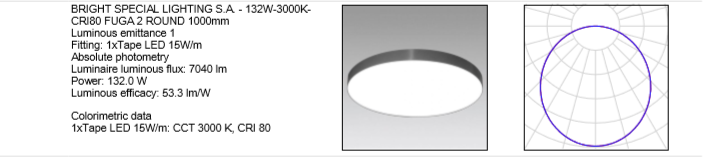 BRIGHT SPECIAL LIGHTING S.A. - 132W-3000K-
CRI80 FUGA 2 ROUND 1000mm
Luminous emittance 1
Fitting: 1xTape LED 15W/m
Absolute photometry
Luminaire luminous flux: 7040 lm
Power: 132.0 W
Luminous efficacy: 53.3 lm/W
Colorimetric data
1xTape LED 15W/m: CCT 3000 K, CRI 80